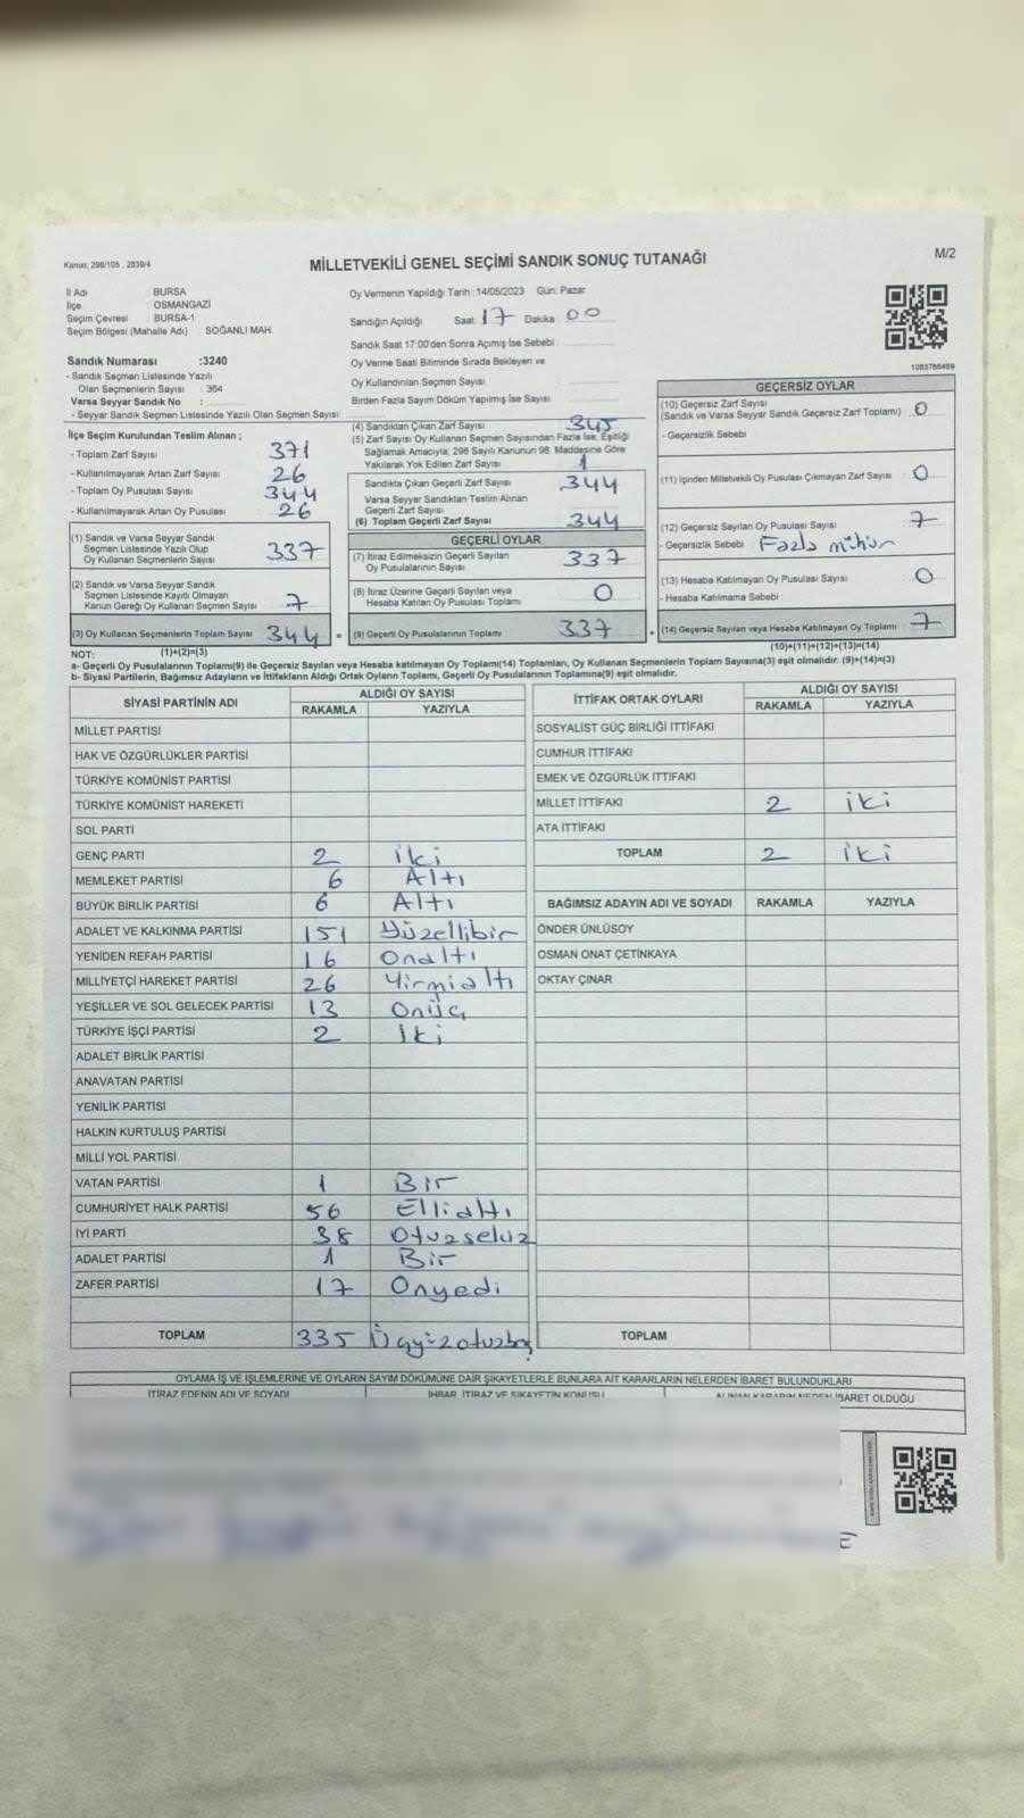 Kanun: 298/105 , 2839/4
MİLLETVEKİLİ GENEL SEÇİMİ SANDIK SONUÇ TUTANAĞI
M/2
İl Adı BURSA
İlçe OSMANGAZİ
Seçim Çevresi BURSA-1
Seçim Bölgesi (Mahalle Adı) SOĞANLI MAH.
Oy Vermenin Yapıldığı Tarih: 14/05/2023 Gün: Pazar
Sandığın Açıldığı Saat: 17 Dakika 00
Sandık Saat 17:00'den Sonra Açmış İse Sebebi
Oy Verme Saati Bitiminde Sırada Bekleyen ve
Oy Kullandırılan Seçmen Sayısı
Birden Fazla Sayım Döküm Yapılmış İse Sayısı
Sandık Numarası :3240
- Sandık Seçmen Listesinde Yazılı
Olan Seçmenlerin Sayısı : 364
Varsa Seyyar Sandık No :
- Seyyar Sandık Seçmen Listesinde Yazılı Olan Seçmen Sayısı
İlçe Seçim Kurulundan Teslim Alınan ;
- Toplam Zarf Sayısı 371
- Kullanılmayarak Artan Zarf Sayısı 26
- Toplam Oy Pusulası Sayısı 344
- Kullanılmayarak Artan Oy Pusulası 26
(1) Sandık ve Varsa Seyyar Sandık
Seçmen Listesinde Yazılı Olup
Oy Kullanan Seçmenlerin Sayısı 337
(2) Sandık ve Varsa Sandık
Seçmen Listesinde Kayıtlı Olmayan
Kanun Gereği Oy Kullanan Seçmen Sayısı 7
(3) Oy Kullanan Seçmenlerin Toplam Sayısı 344 =
(1)+(2)=(3)
(4) Sandıktan Çıkan Zarf Sayısı 345
(5) Zarf Sayısı Oy Kullanan Seçmen Sayısından Fazla İse, Eşitliği
Sağlamak Amacıyla, 298 Sayılı Kanunun 98. Maddesine Göre
Yakılarak Yok Edilen Zarf Sayısı 1
Sandıkta Çıkan Geçerli Zarf Sayısı 344
Varsa Seyyar Sandıktan Teslim Alınan
Geçerli Zarf Sayısı
(6) Toplam Geçerli Zarf Sayısı 344
GEÇERLİ OYLAR
(7) İtiraz Edilmeksizin Geçerli Sayılan
Oy Pusulalarının Sayısı 337
(8) İtiraz Üzerine Geçerli Sayılan veya
Hesaba Katılan Oy Pusulası Toplamı 0
(9) Geçerli Oy Pusulalarının Toplamı 337 +
1083766489
GEÇERSİZ OYLAR
(10) Geçersiz Zarf Sayısı
(Sandık ve Varsa Seyyar Sandık Geçersiz Zarf Toplamı) 0
- Geçersizlik Sebebi
(11) İçinden Milletvekili Oy Pusulası Çıkmayan Zarf Sayısı 0
(12) Geçersiz Sayılan Oy Pusulası Sayısı 7
- Geçersizlik Sebebi Fazla mühür
(13) Hesaba Katılmayan Oy Pusulası Sayısı 0
- Hesaba Katılmama Sebebi
(14) Geçersiz Sayılan veya Hesaba Katılmayan Oy Toplamı 7
(10)+(11)+(12)+(13)=(14)
NOT:
a- Geçerli Oy Pusulalarının Toplamı(9) ile Geçersiz Sayılan veya Hesaba katılmayan Oy Toplamı(14) Toplamları, Oy Kullanan Seçmenlerin Toplam Sayısına(3) eşit olmalıdır. (9)+(14)=(3)
b- Siyasi Partilerin, Bağımsız Adayların ve İttifakların Aldığı Ortak Oyların Toplamı, Geçerli Oy Pusulalarının Toplamına(9) eşit olmalıdır.
SİYASİ PARTİNİN ADI ALDIĞI OY SAYISI
RAKAMLA YAZIYLA
MİLLET PARTİSİ
HAK VE ÖZGÜRLÜKLER PARTİSİ
TÜRKİYE KOMÜNİST PARTİSİ
TÜRKİYE KOMÜNİST HAREKETİ
SOL PARTİ
GENÇ PARTİ 2 iki
MEMLEKET PARTİSİ 6 Altı
BÜYÜK BİRLİK PARTİSİ 6 Altı
ADALET VE KALKINMA PARTİSİ 151 Yüzellibir
YENİDEN REFAH PARTİSİ 16 Onaltı
MİLLİYETÇİ HAREKET PARTİSİ 26 Yirmialtı
YEŞİLLER VE SOL GELECEK PARTİSİ 13 Onüç
TÜRKİYE İŞÇİ PARTİSİ 2 İki
ADALET BİRLİK PARTİSİ
ANAVATAN PARTİSİ
YENİLİK PARTİSİ
HALKIN KURTULUŞ PARTİSİ
MİLLİ YOL PARTİSİ
VATAN PARTİSİ 1 Bir
CUMHURİYET HALK PARTİSİ 56 Ellialtı
İYİ PARTİ 38 Otuzsekiz
ADALET PARTİSİ 1 Bir
ZAFER PARTİSİ 17 Onyedi
TOPLAM 335 Üçyüzotuzbeş
İTTİFAK ORTAK OYLARI ALDIĞI OY SAYISI
RAKAMLA YAZIYLA
SOSYALİST GÜÇ BİRLİĞİ İTTİFAKI
CUMHUR İTTİFAKI
EMEK VE ÖZGÜRLÜK İTTİFAKI
MİLLET İTTİFAKI 2 iki
ATA İTTİFAKI
TOPLAM 2 iki
BAĞIMSIZ ADAYIN ADI VE SOYADI RAKAMLA YAZIYLA
ÖNDER ÜNLÜSOY
OSMAN ONAT ÇETİNKAYA
OKTAY ÇINAR
TOPLAM
OYLAMA İŞ VE İŞLEMLERİNE VE OYLARIN SAYIM DÖKÜMÜNE DAİR ŞİKAYETLERLE BUNLARA AİT KARARLARIN NELERDEN İBARET BULUNDUKLARI
İTİRAZ EDENİN ADI VE SOYADI İHBAR, İTİRAZ VE ŞİKAYETİN KONUSU ALINAN KARARIN NEDEN İBARET OLDUĞU